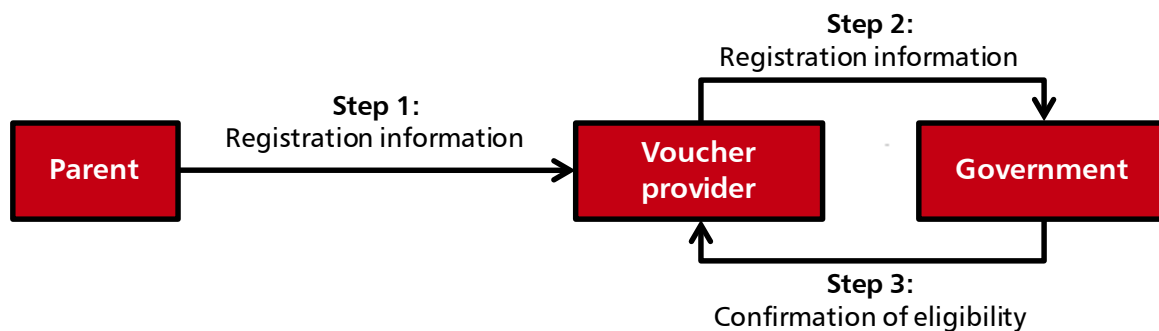 Step 2:
Registration information
Step 1:
Registration information
Parent
Voucher
provider
Government
Step 3:
Confirmation of eligibility